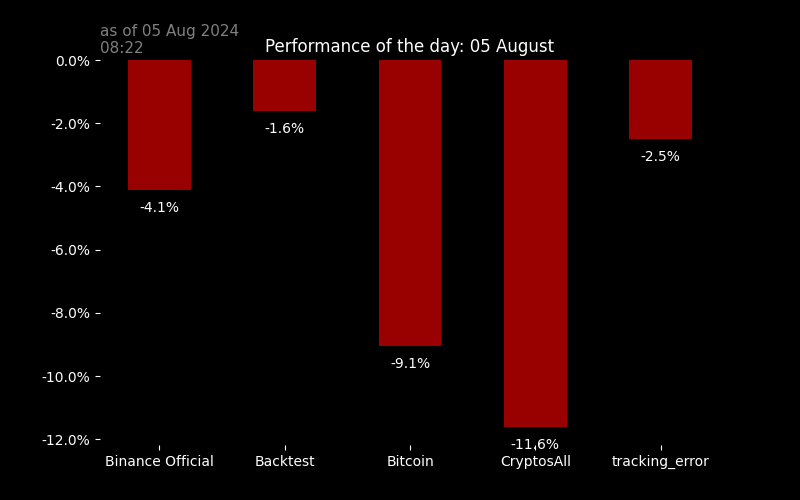 as of 05 Aug 2024
08:22
Performance of the day: 05 August
0.0%
-2.0%
-4.0%
-6.0%
-8.0%
-10.0%
-12.0%
-4.1%
-1.6%
-9.1%
-11.6%
-2.5%
Binance Official
Backtest
Bitcoin
CryptosAll
tracking_error